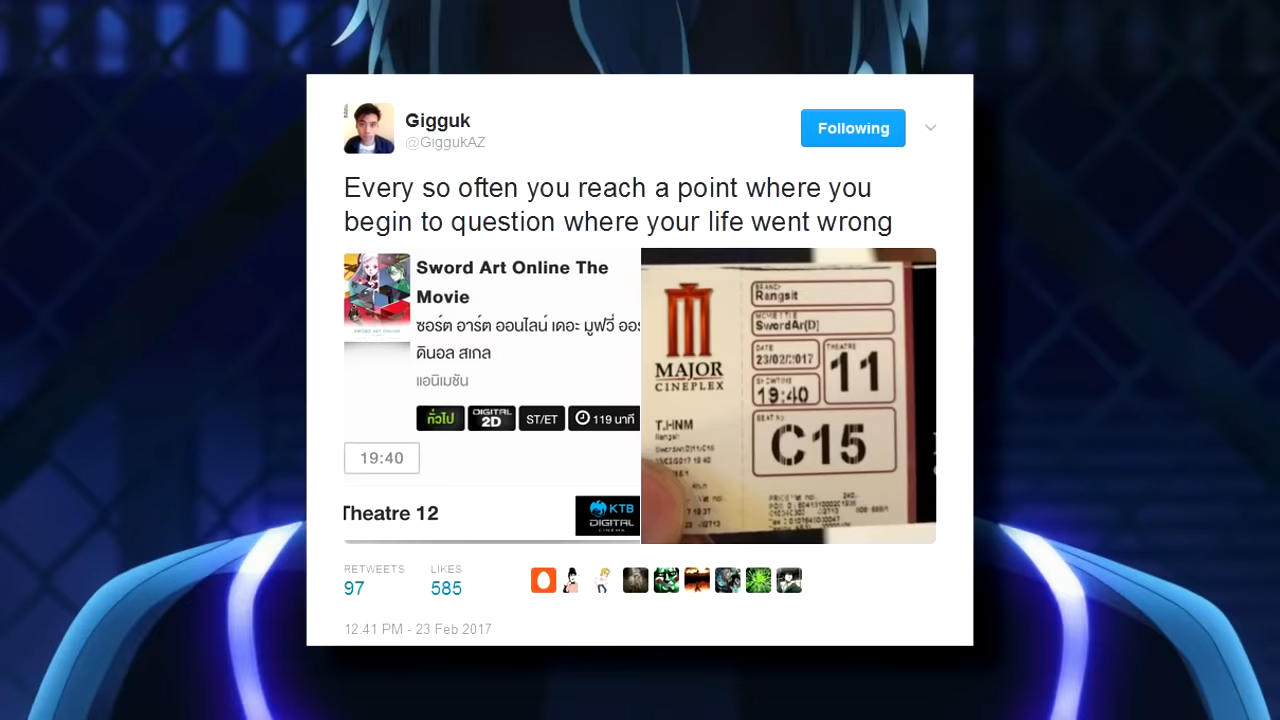 Gigguk
@GiggukAZ
Following
Every so often you reach a point where you
begin to question where your life went wrong
Sword Art Online The
Movie
ซอร์ต อาร์ต ออนไลน์ เดอะ มูฟวี่ ออร์
ดินอล สเกล
แอนิเมชัน
ทั่วไป
DIGITAL
2D
ST/ET
119 นาที
19:40
Theatre 12
KTB
DIGITAL
CINEMA
MAJOR
CINEPLEX
BRANCH
Rangsit
MOVIE TITLE
SwordAr[D]
DATE
23/02/2017
THEATRE
11
SHOWTIME
19:40
SEAT No.
C15
T.HNM
RETWEETS
97
LIKES
585
12:41 PM - 23 Feb 2017